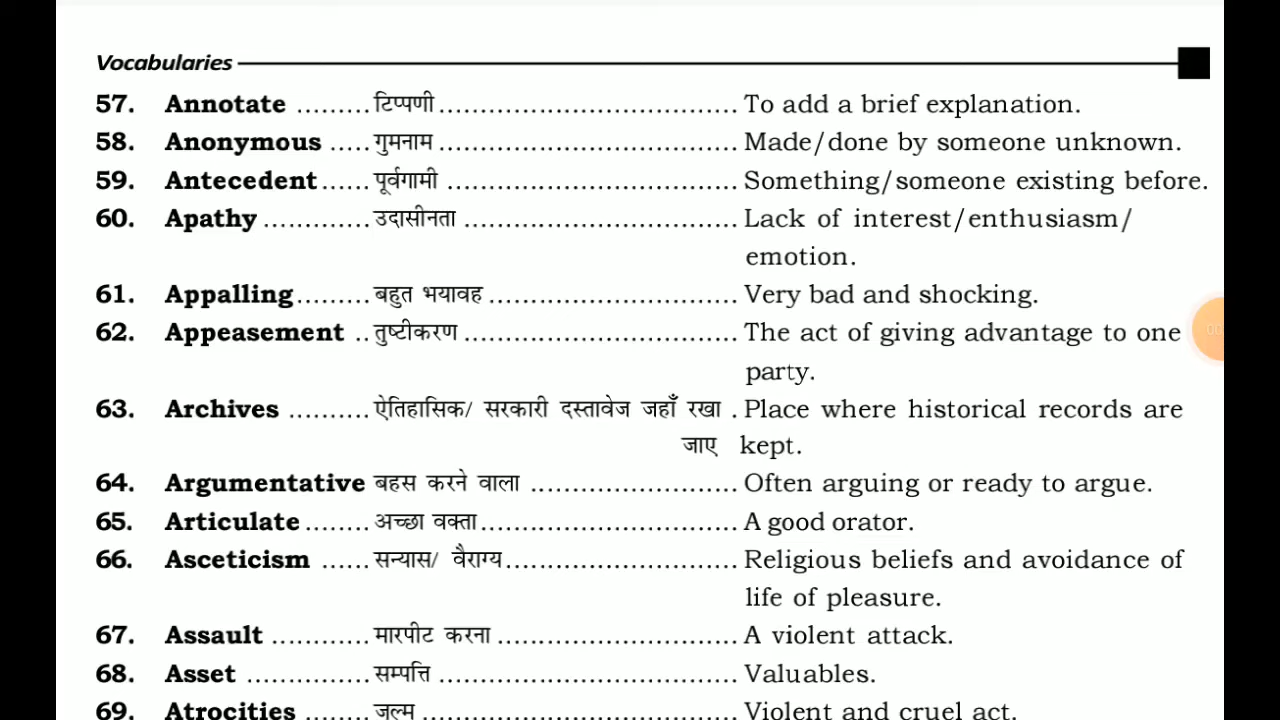 Vocabularies
57. Annotate ......... टिप्पणी ..................................... To add a brief explanation.
58. Anonymous ..... गुमनाम ..................................... Made/done by someone unknown.
59. Antecedent ...... पूर्वगामी .................................... Something/someone existing before.
60. Apathy ............. उदासीनता .................................. Lack of interest/enthusiasm/
emotion.
61. Appalling ......... बहुत भयावह ............................... Very bad and shocking.
62. Appeasement .. तुष्टीकरण .................................. The act of giving advantage to one
party.
63. Archives .......... ऐतिहासिक/ सरकारी दस्तावेज जहाँ रखा . Place where historical records are
जाए kept.
64. Argumentative बहस करने वाला .......................... Often arguing or ready to argue.
65. Articulate ........ अच्छा वक्ता ................................ A good orator.
66. Asceticism ...... सन्यास/ वैराग्य ............................. Religious beliefs and avoidance of
life of pleasure.
67. Assault ............ मारपीट करना .............................. A violent attack.
68. Asset ............... सम्पत्ति ..................................... Valuables.
69. Atrocities ........ जुल्म ....................................... Violent and cruel act.